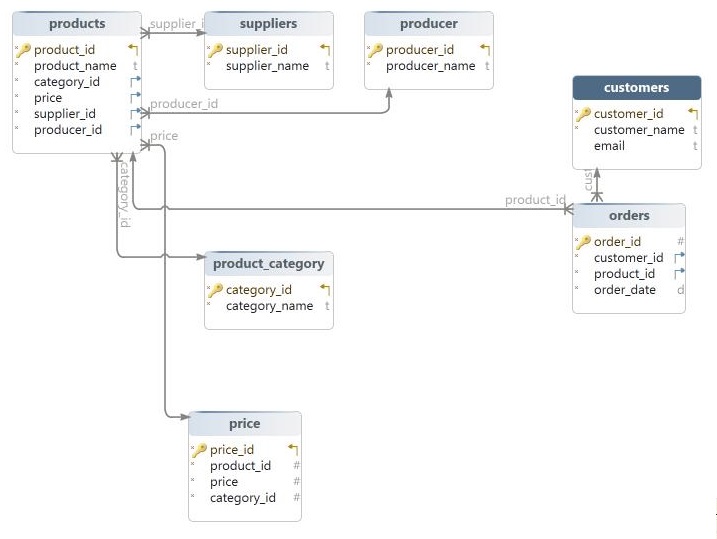 products
product_id
product_name t
category_id
price
supplier_id
producer_id
supplier_i
suppliers
supplier_id
supplier_name t
producer
producer_id
producer_name t
producer_id
price
category_id
customers
customer_id
customer_name t
email t
cust
product_id
orders
order_id #
customer_id
product_id
order_date d
product_category
category_id
category_name t
price
price_id
product_id #
price #
category_id #